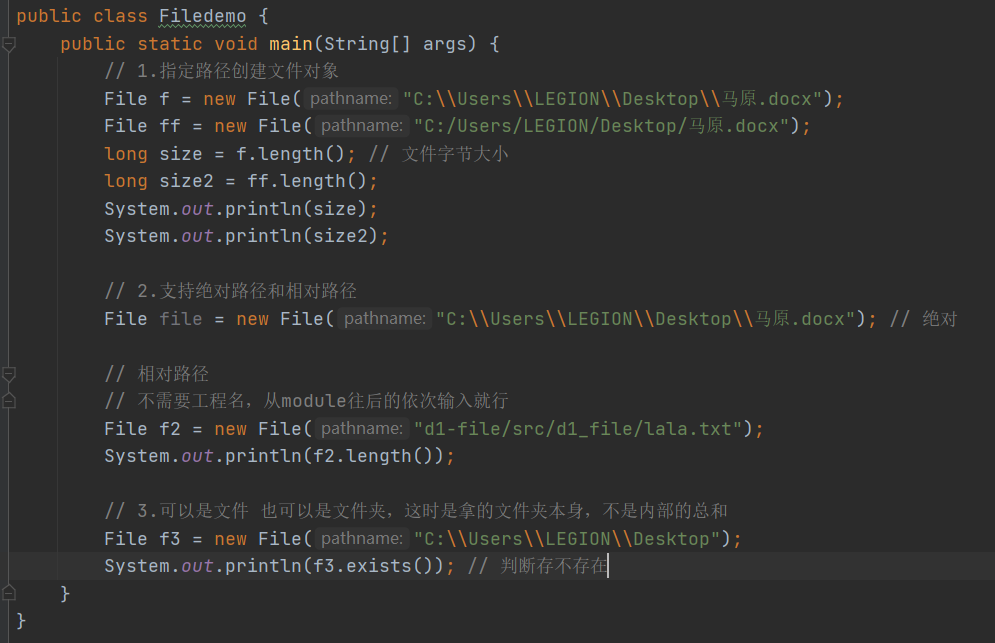 public class Filedemo {
public static void main(String[] args) {
// 1.指定路径创建文件对象
File f = new File( pathname: "C:\\Users\\LEGION\\Desktop\\马原.docx");
File ff = new File( pathname: "C:/Users/LEGION/Desktop/马原.docx");
long size = f.length(); // 文件字节大小
long size2 = ff.length();
System.out.println(size);
System.out.println(size2);
// 2.支持绝对路径和相对路径
File file = new File( pathname: "C:\\Users\\LEGION\\Desktop\\马原.docx"); // 绝对
// 相对路径
// 不需要工程名，从module往后的依次输入就行
File f2 = new File( pathname: "d1-file/src/d1_file/lala.txt");
System.out.println(f2.length());
// 3.可以是文件 也可以是文件夹，这时是拿的文件夹本身，不是内部的总和
File f3 = new File( pathname: "C:\\Users\\LEGION\\Desktop");
System.out.println(f3.exists()); // 判断存不存在
}
}